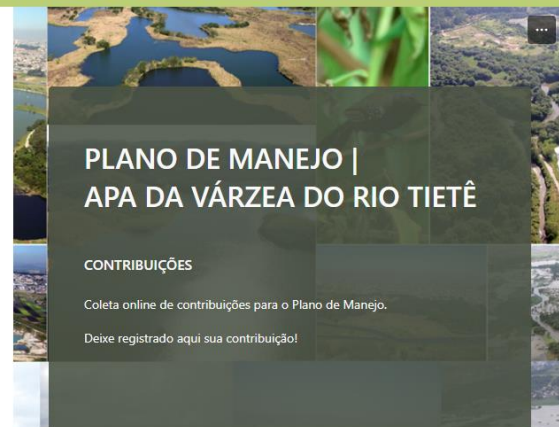 PLANO DE MANEJO |
APA DA VÁRZEA DO RIO TIETÊ
CONTRIBUIÇÕES
Coleta online de contribuições para o Plano de Manejo.
Deixe registrado aqui sua contribuição!